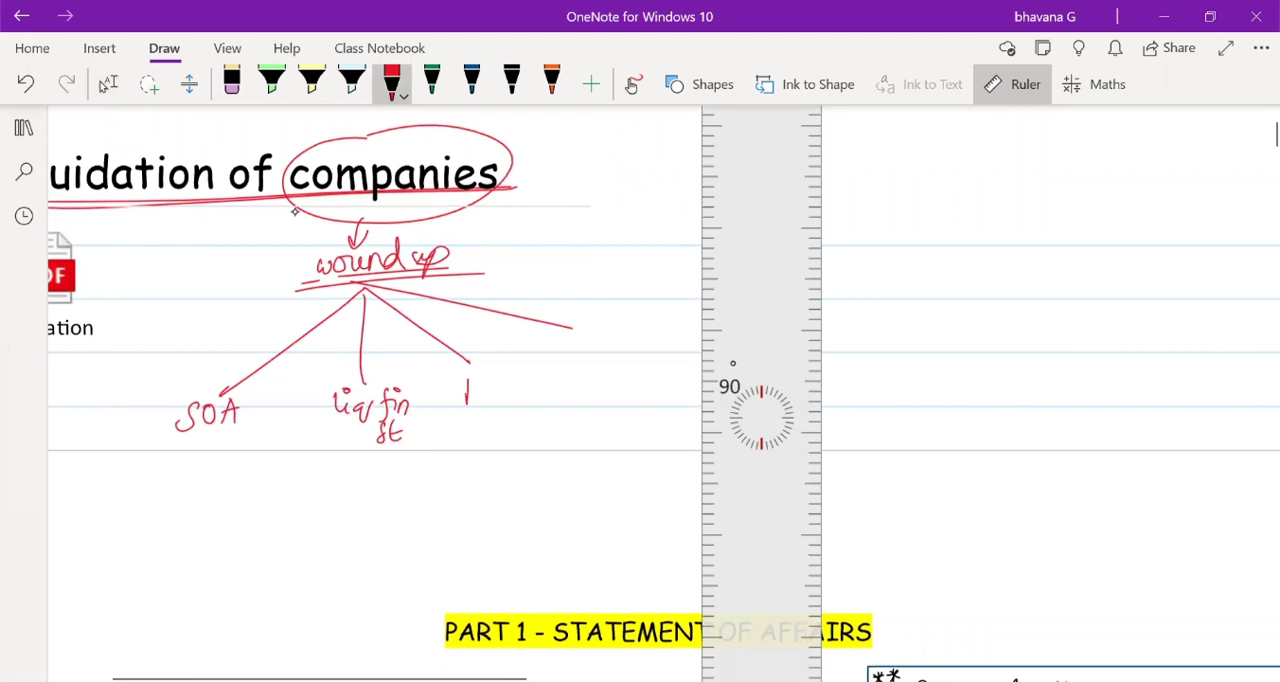 OneNote for Windows 10
bhavana G
Home Insert Draw View Help Class Notebook
Share
Shapes Ink to Shape Ink to Text Ruler Maths
uidation of companies
wound up
DF
ation
SOA
liq fin
st
90°
PART 1 - STATEMENT OF AFFAIRS